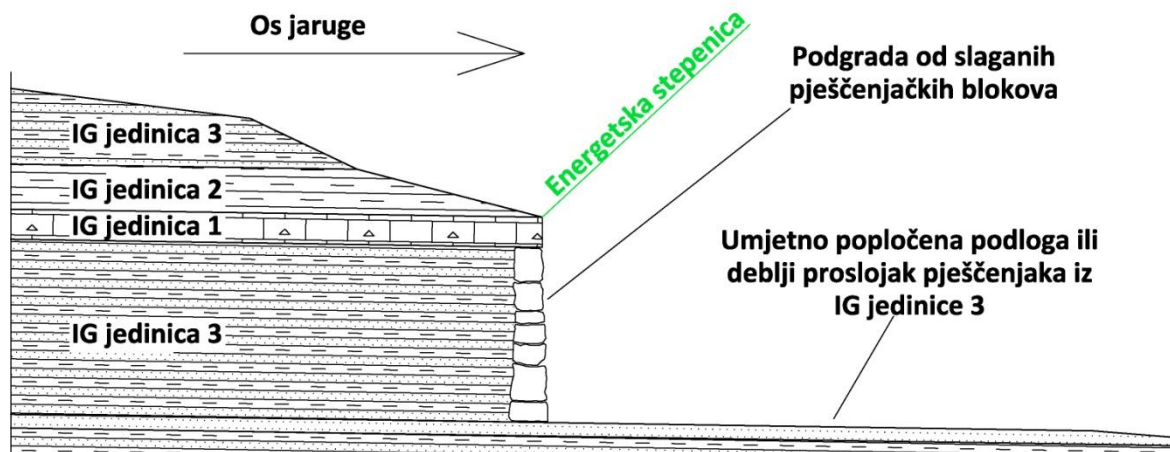 Os jaruge
Energetska stepenica
Podgrada od slaganih
pješčenjačkih blokova
IG jedinica 3
IG jedinica 2
IG jedinica 1
Umjetno popločena podloga ili
deblji proslojak pješčenjaka iz
IG jedinice 3
IG jedinica 3